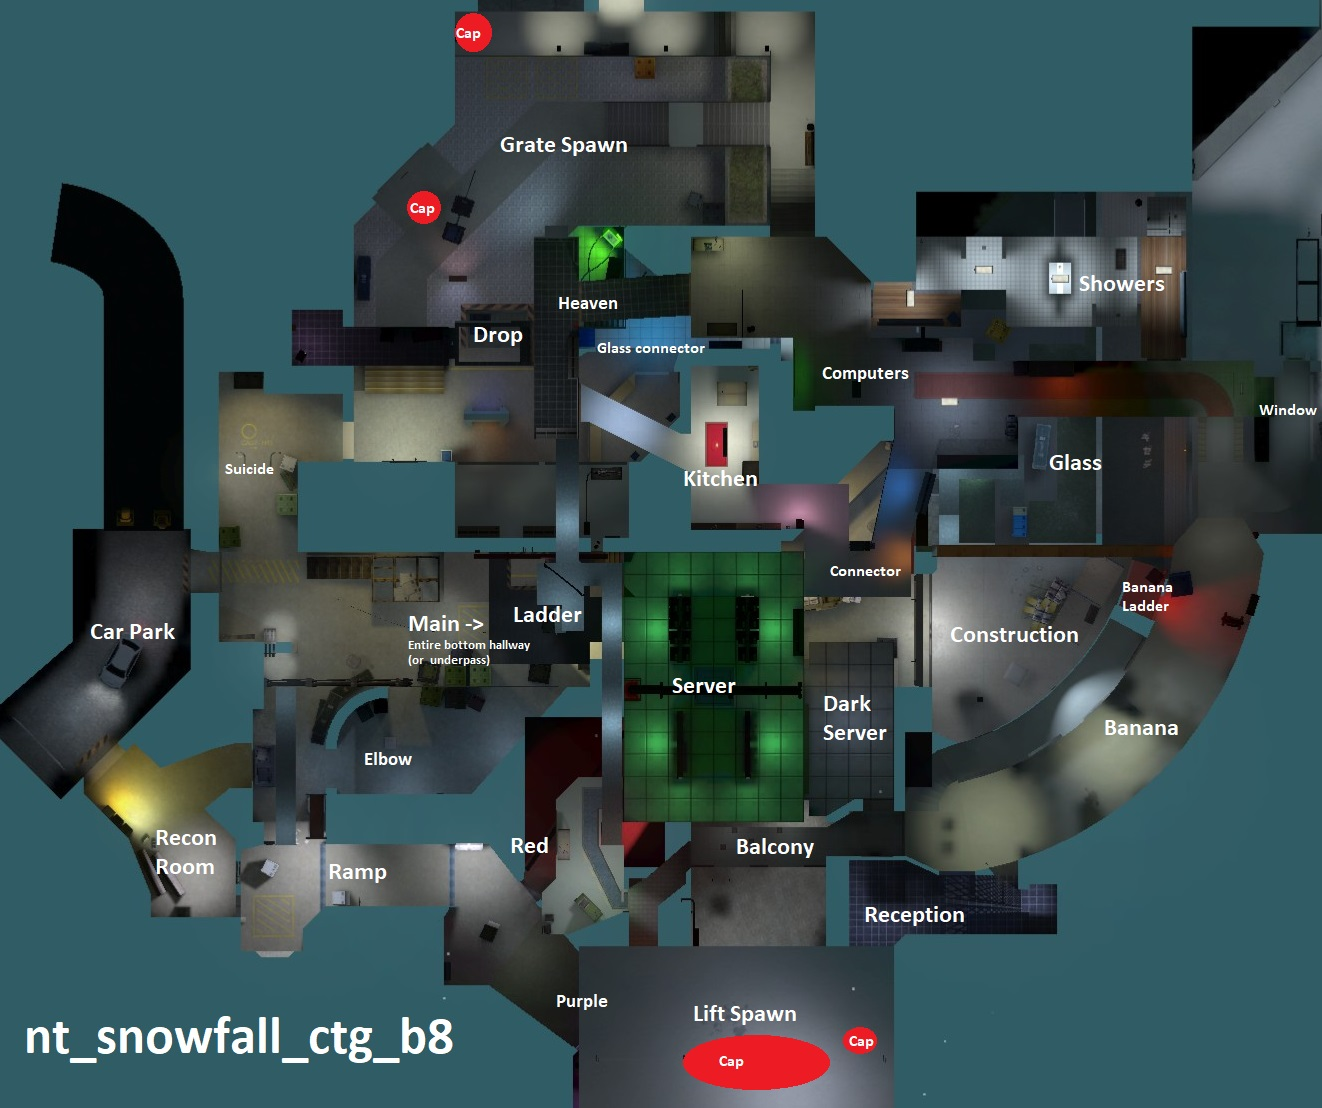 Cap
Grate Spawn
Cap
Heaven
Showers
Drop
Glass connector
Computers
Window
Suicide
Glass
Kitchen
Connector
Banana
Ladder
Main ->
Entire bottom hallway
(or underpass)
Ladder
Car Park
Construction
Server
Dark
Server
Banana
Elbow
Recon
Room
Red
Balcony
Ramp
Reception
Purple
Lift Spawn
Cap
Cap
nt_snowfall_ctg_b8